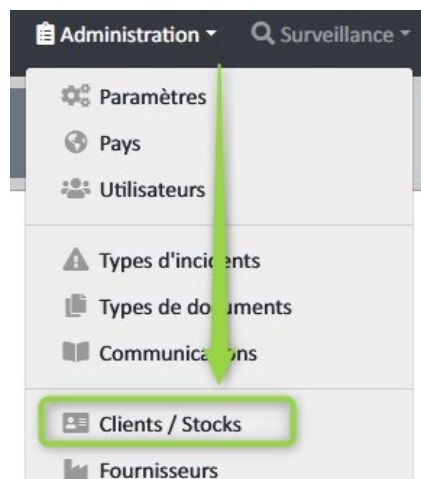 Administration Surveillance
Paramètres
Pays
Utilisateurs
Types d'incidents
Types de documents
Communications
Clients / Stocks
Fournisseurs